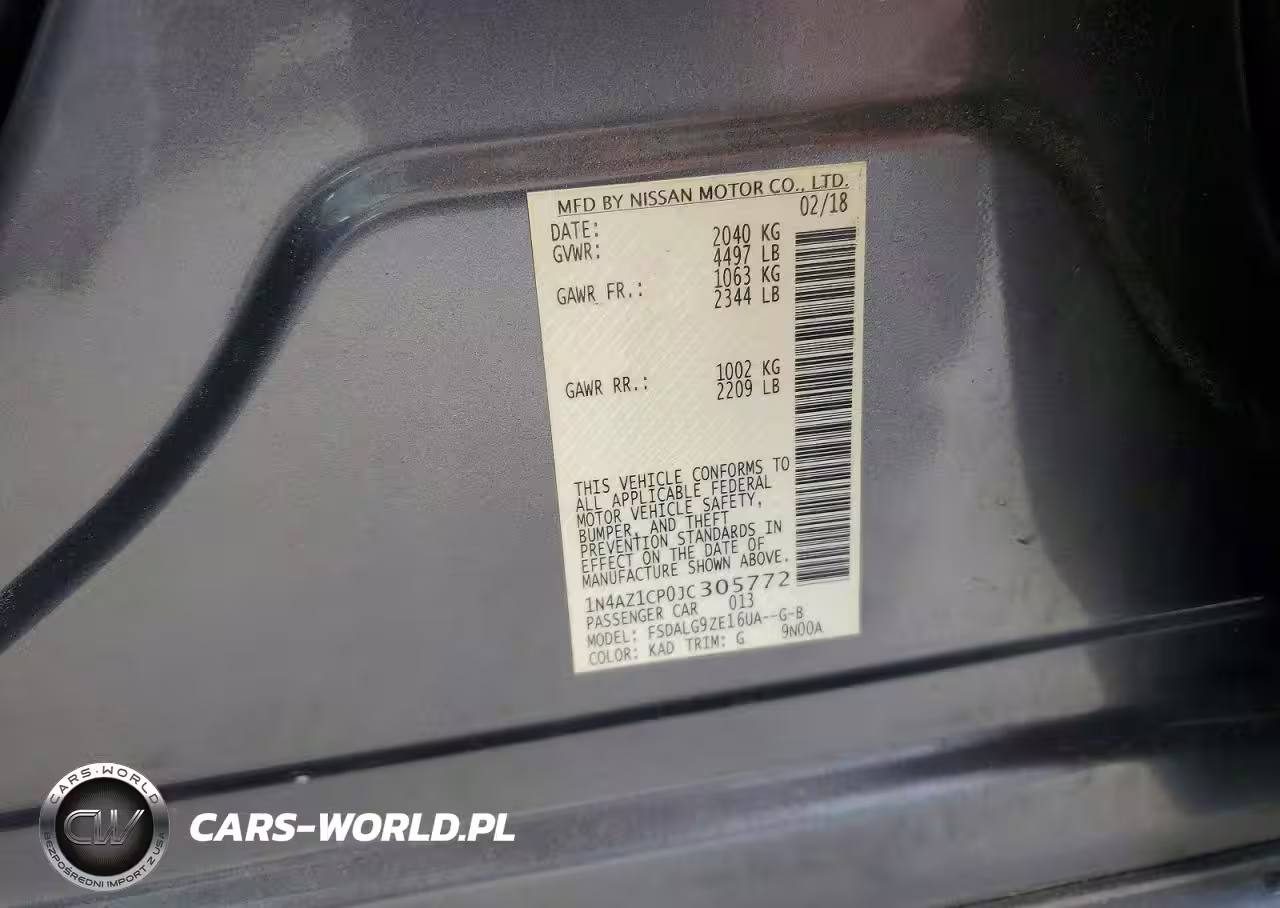 MFD BY NISSAN MOTOR CO., LTD.
DATE: 02/18
GVWR: 2040 KG
4497 LB
GAWR FR.: 1063 KG
2344 LB
GAWR RR.: 1002 KG
2209 LB
THIS VEHICLE CONFORMS TO
ALL APPLICABLE FEDERAL
MOTOR VEHICLE SAFETY,
BUMPER, AND THEFT
PREVENTION STANDARDS IN
EFFECT ON THE DATE OF
MANUFACTURE SHOWN ABOVE.
1N4AZ1CP0JC305772
PASSENGER CAR 013
MODEL: FSDALG9ZE16UA--G-B
COLOR: KAD TRIM: G 9N00A
CARS-WORLD
CW
BEZPOŚREDNI IMPORT Z USA
CARS-WORLD.PL